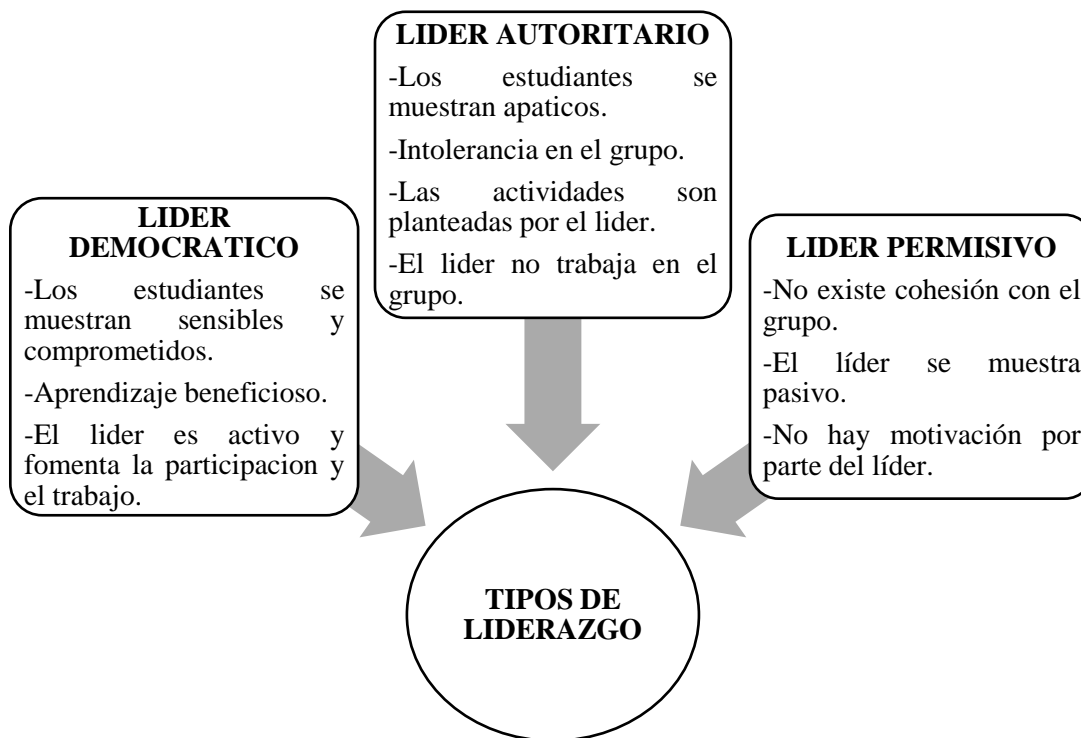 LIDER AUTORITARIO
-Los estudiantes se
muestran apaticos.
-Intolerancia en el grupo.
-Las actividades son
planteadas por el lider.
-El lider no trabaja en el
grupo.
LIDER
DEMOCRATICO
-Los estudiantes se
muestran sensibles y
comprometidos.
-Aprendizaje beneficioso.
-El lider es activo y
fomenta la participacion y
el trabajo.
LIDER PERMISIVO
-No existe cohesión con el
grupo.
-El líder se muestra
pasivo.
-No hay motivación por
parte del líder.
TIPOS DE
LIDERAZGO